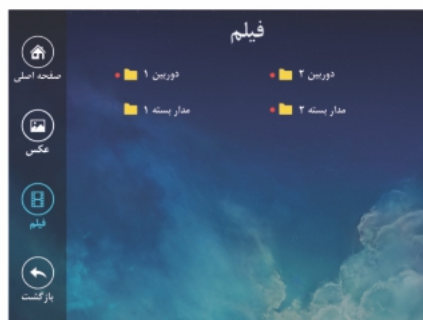 فیلم
صفحه اصلی
عکس
فیلم
بازگشت
دوربین ۱
دوربین ۲
مدار بسته ۱
مدار بسته ۲